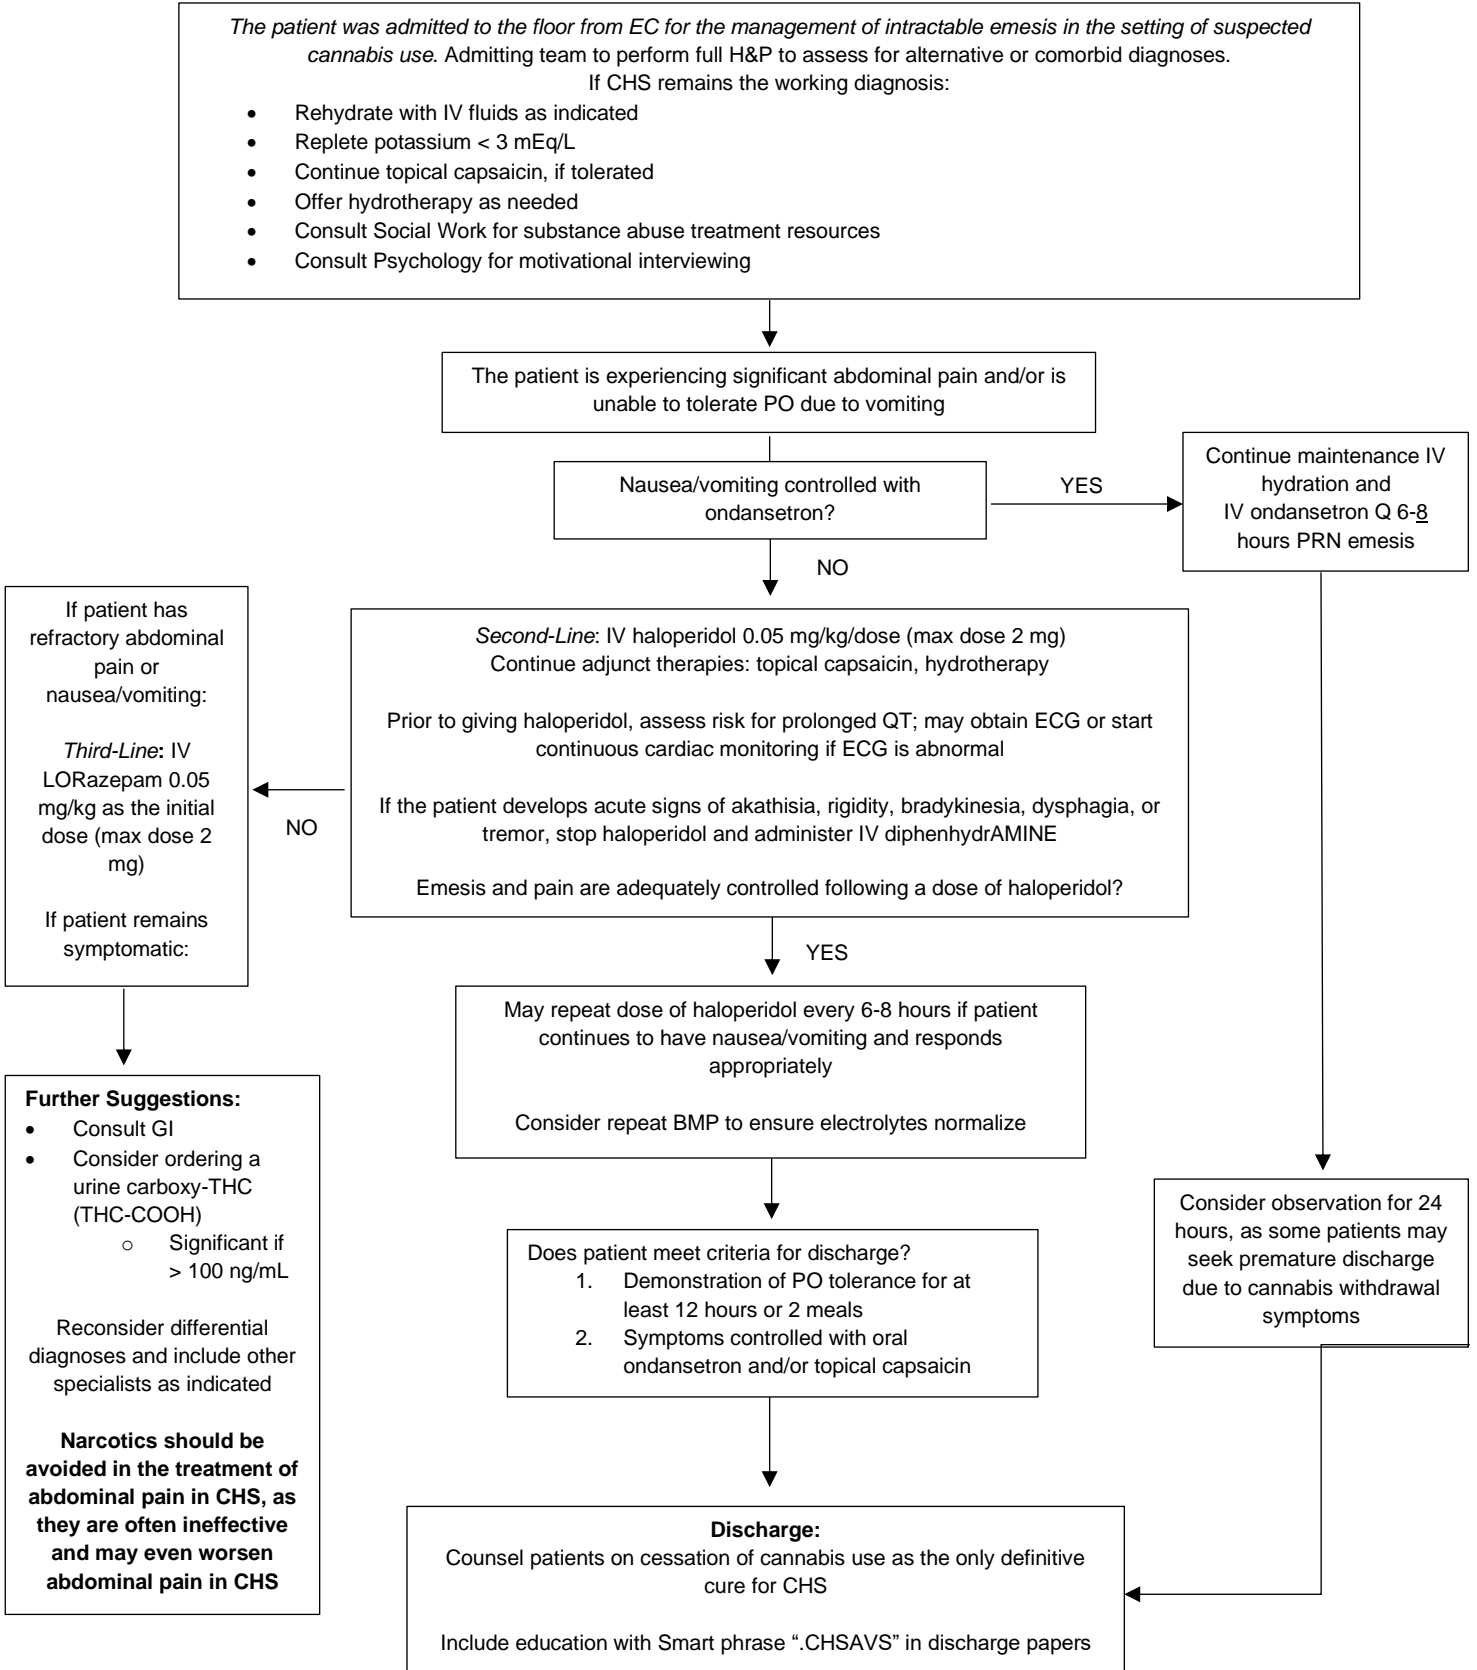 The patient was admitted to the floor from EC for the management of intractable emesis in the setting of suspected
cannabis use. Admitting team to perform full H&P to assess for alternative or comorbid diagnoses.
If CHS remains the working diagnosis:
• Rehydrate with IV fluids as indicated
• Replete potassium < 3 mEq/L
• Continue topical capsaicin, if tolerated
• Offer hydrotherapy as needed
• Consult Social Work for substance abuse treatment resources
• Consult Psychology for motivational interviewing
The patient is experiencing significant abdominal pain and/or is
unable to tolerate PO due to vomiting
Nausea/vomiting controlled with
ondansetron?
YES
Continue maintenance IV
hydration and
IV ondansetron Q 6-8
hours PRN emesis
NO
Second-Line: IV haloperidol 0.05 mg/kg/dose (max dose 2 mg)
Continue adjunct therapies: topical capsaicin, hydrotherapy
Prior to giving haloperidol, assess risk for prolonged QT; may obtain ECG or start
continuous cardiac monitoring if ECG is abnormal
If the patient develops acute signs of akathisia, rigidity, bradykinesia, dysphagia, or
tremor, stop haloperidol and administer IV diphenhydrAMINE
Emesis and pain are adequately controlled following a dose of haloperidol?
NO
If patient has
refractory abdominal
pain or
nausea/vomiting:
Third-Line: IV
LORazepam 0.05
mg/kg as the initial
dose (max dose 2
mg)
If patient remains
symptomatic:
YES
May repeat dose of haloperidol every 6-8 hours if patient
continues to have nausea/vomiting and responds
appropriately
Consider repeat BMP to ensure electrolytes normalize
Further Suggestions:
• Consult GI
• Consider ordering a
urine carboxy-THC
(THC-COOH)
o Significant if
> 100 ng/mL
Reconsider differential
diagnoses and include other
specialists as indicated
Narcotics should be
avoided in the treatment of
abdominal pain in CHS, as
they are often ineffective
and may even worsen
abdominal pain in CHS
Does patient meet criteria for discharge?
1. Demonstration of PO tolerance for at
least 12 hours or 2 meals
2. Symptoms controlled with oral
ondansetron and/or topical capsaicin
Consider observation for 24
hours, as some patients may
seek premature discharge
due to cannabis withdrawal
symptoms
Discharge:
Counsel patients on cessation of cannabis use as the only definitive
cure for CHS
Include education with Smart phrase “.CHSAVS” in discharge papers